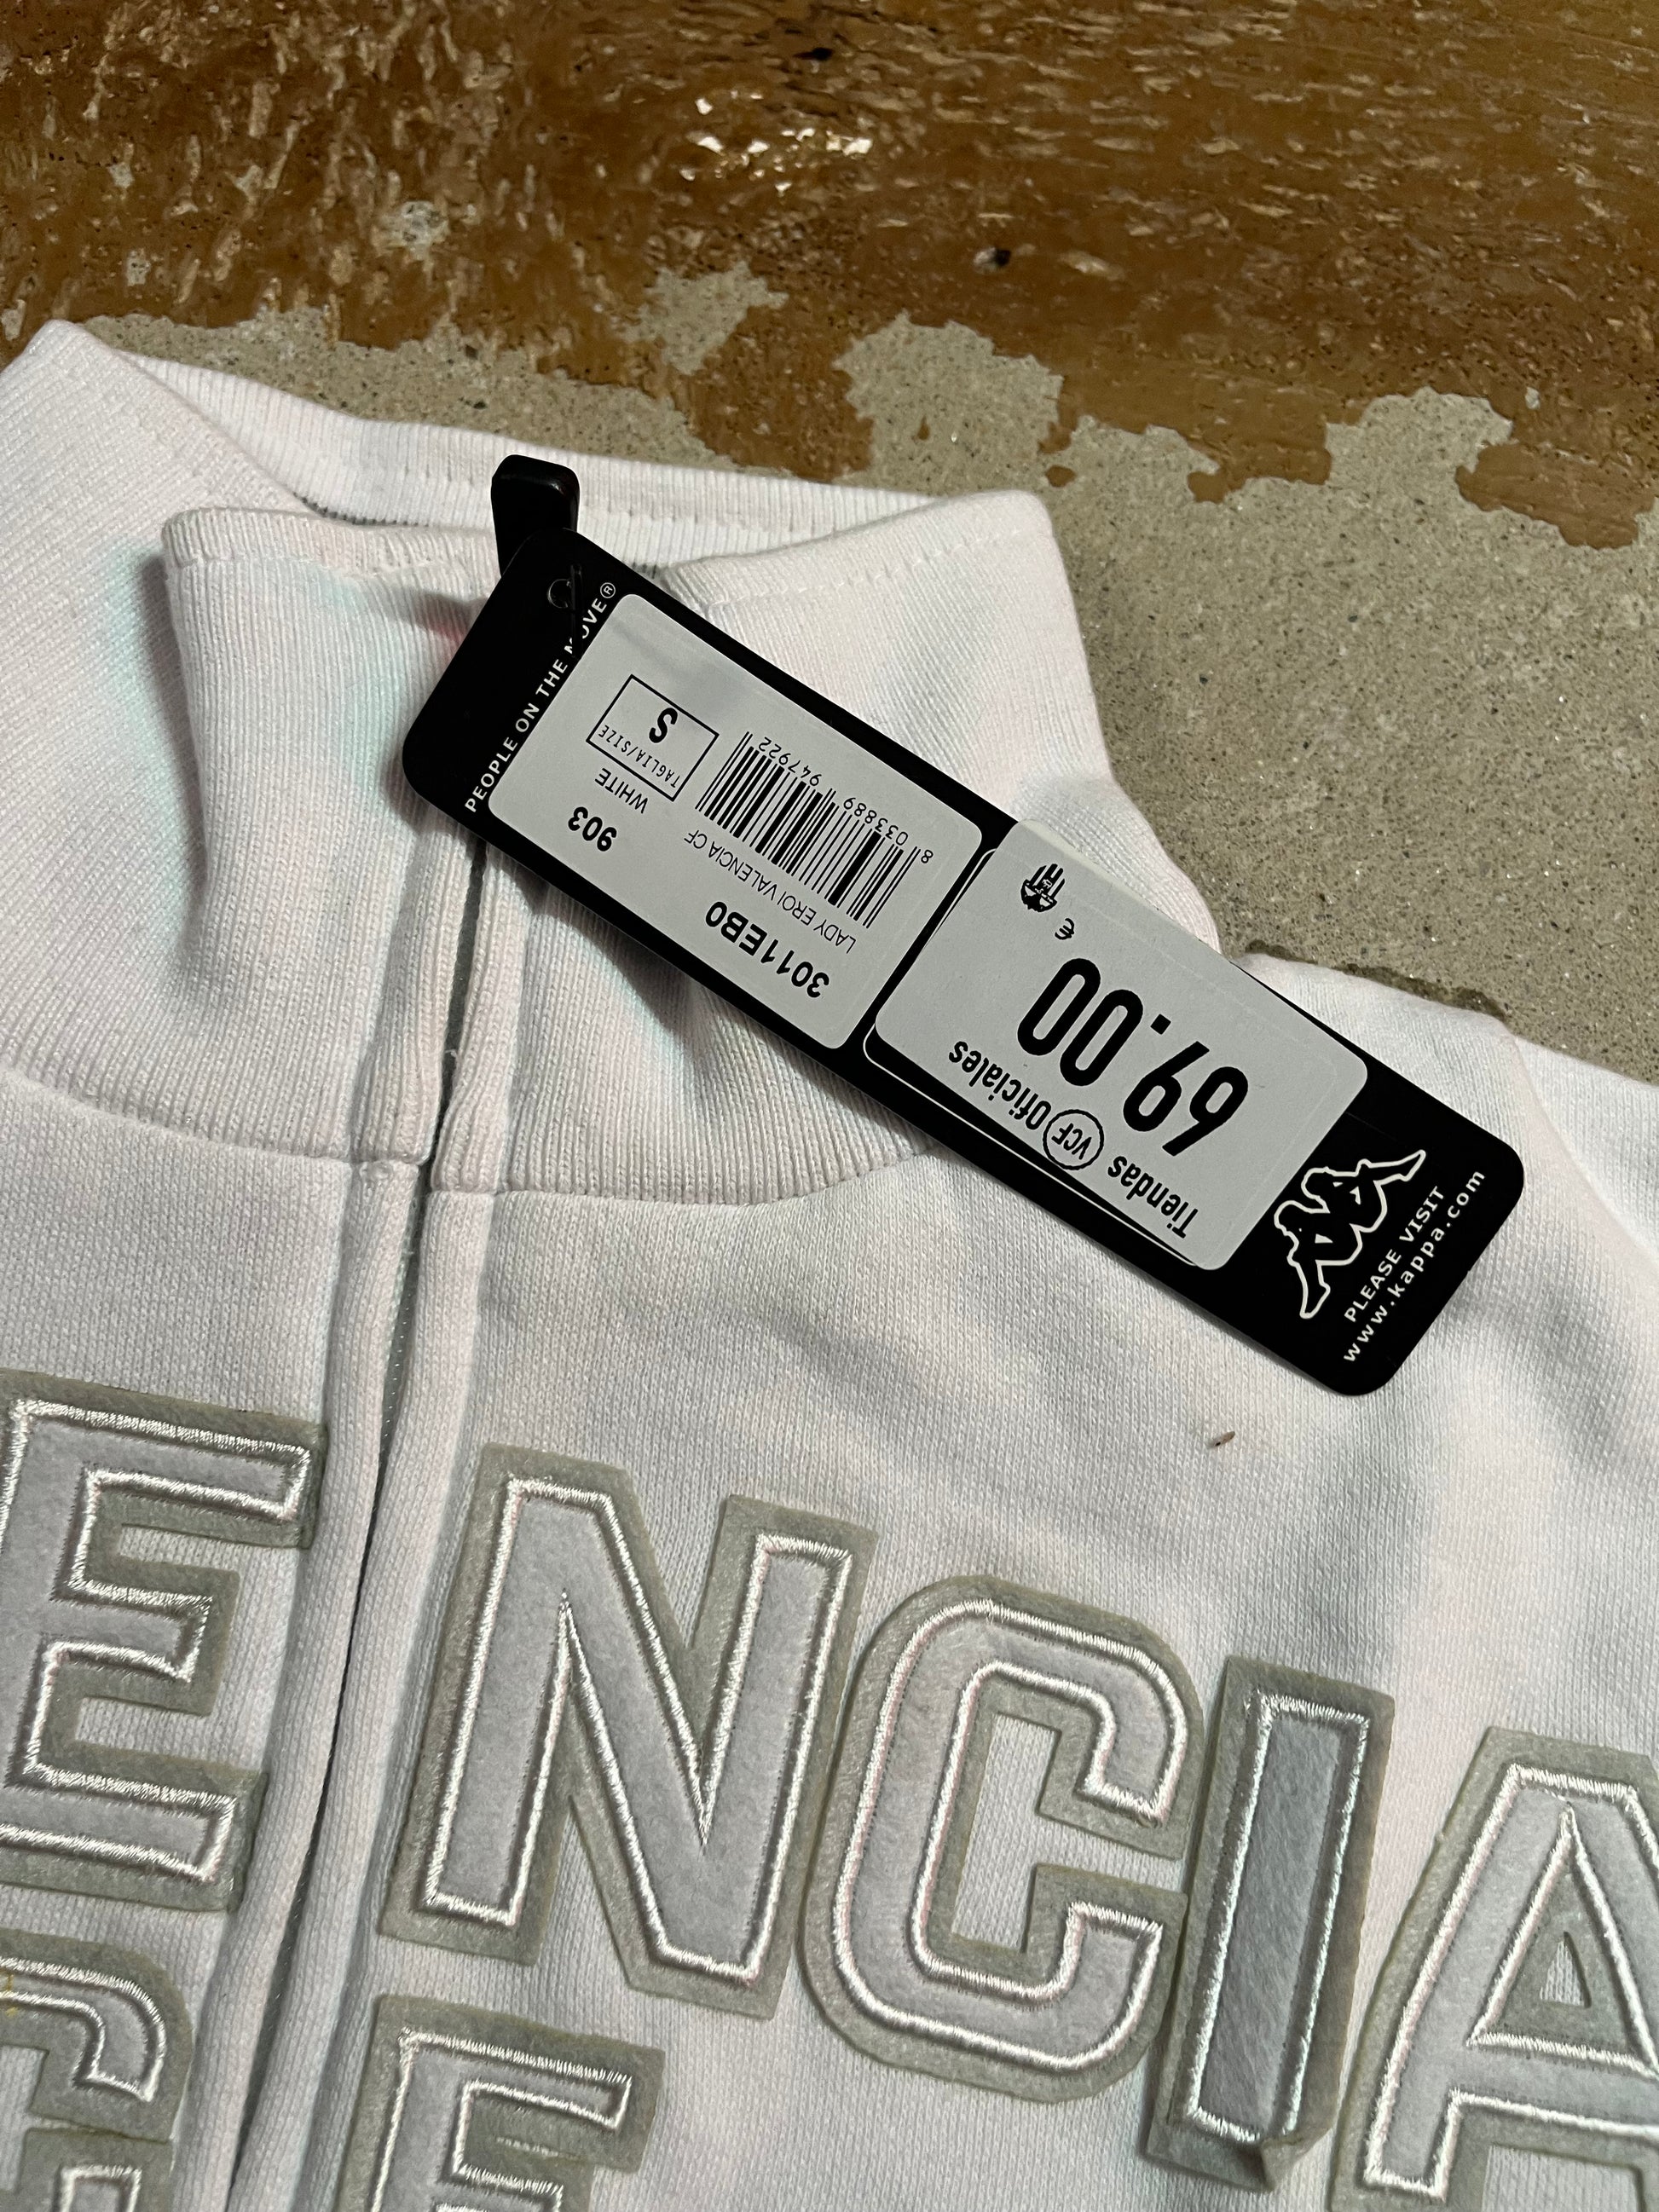 PEOPLE ON THE MOVE®
3011EB0
LADY EROI VALENCIA CF
903
WHITE
TAGLIA/SIZE
S
8 033889 947922
Tiendas VCF Oficiales
69.00
€
PLEASE VISIT
www.kappa.com
ENCIA